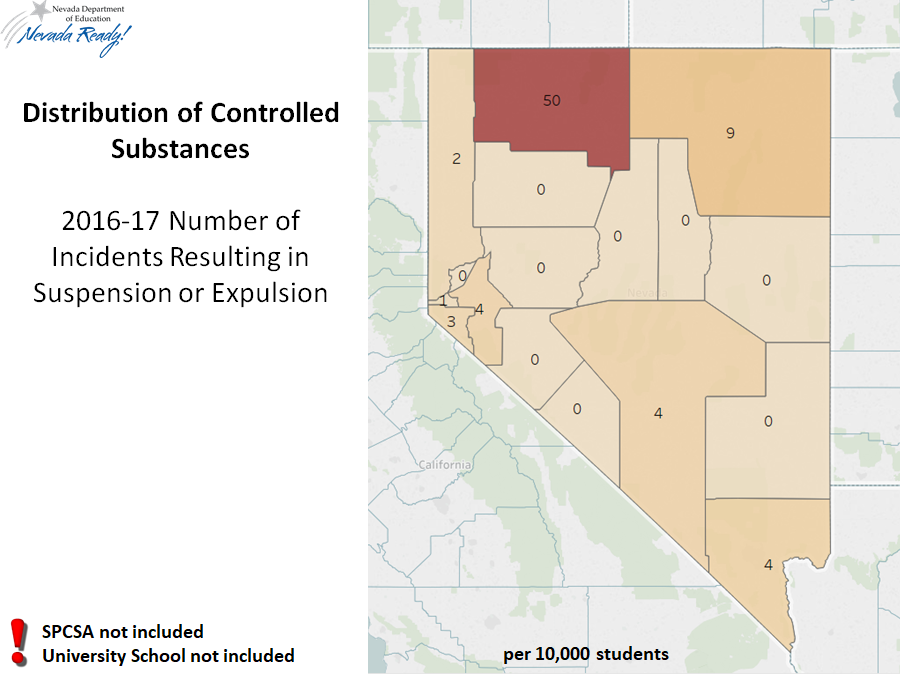 Nevada Department
of Education
Nevada Ready!
Distribution of Controlled
Substances
2016-17 Number of
Incidents Resulting in
Suspension or Expulsion
50
9
2
0
0
0
0
0
0
1
4
3
Nevada
0
0
4
0
California
4
SPCSA not included
University School not included
per 10,000 students